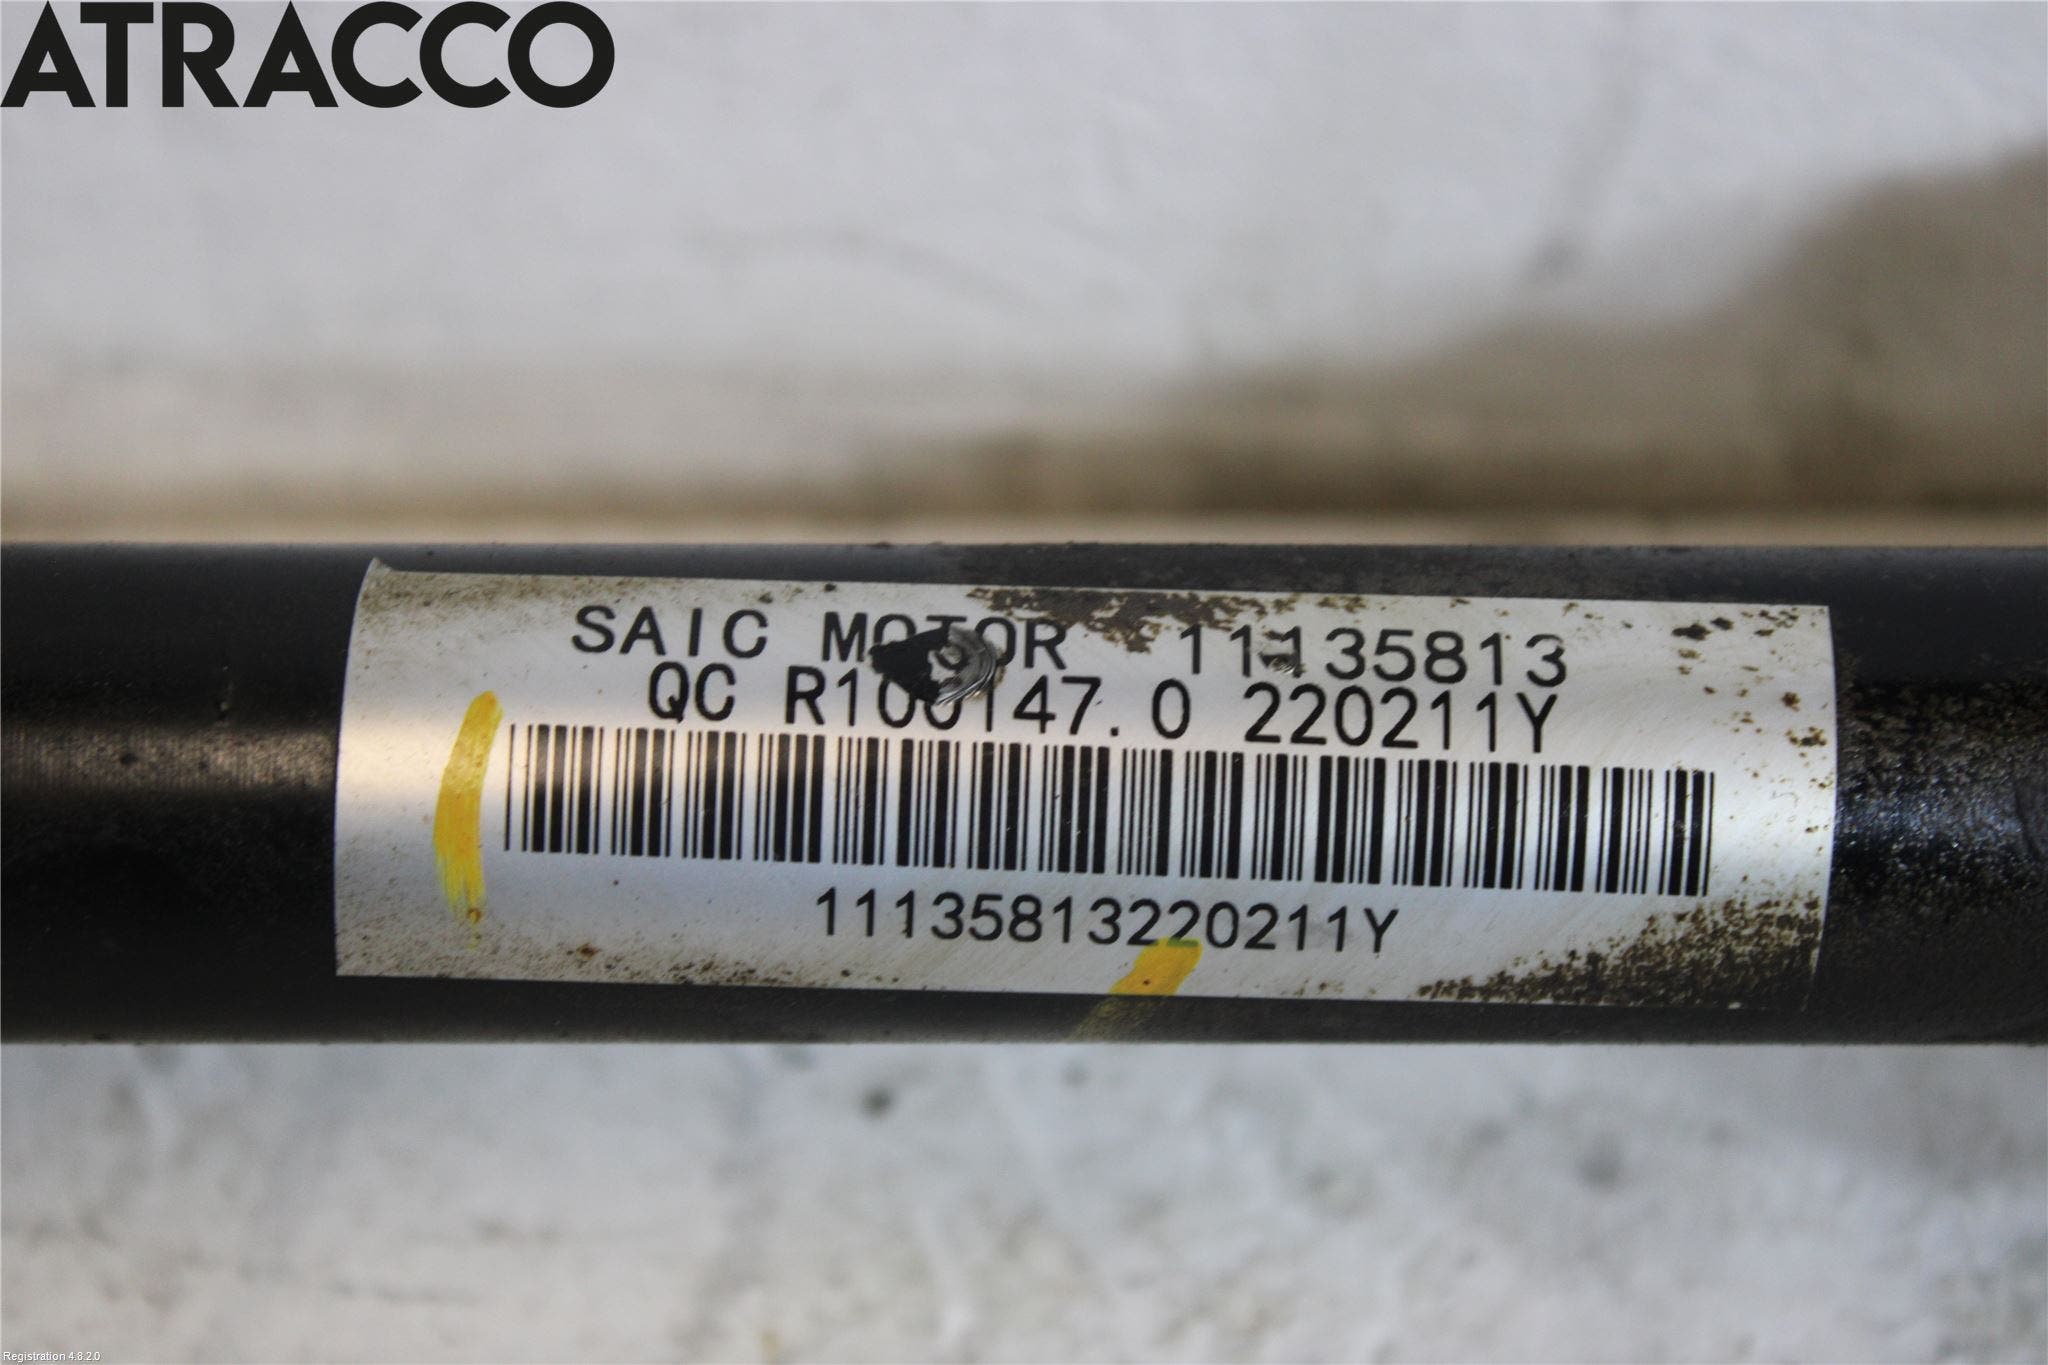 ATRACCO
SAIC MOTOR 11135813
QC R100147.0 220211Y
11135813220211Y
Registration 4.8.2.0